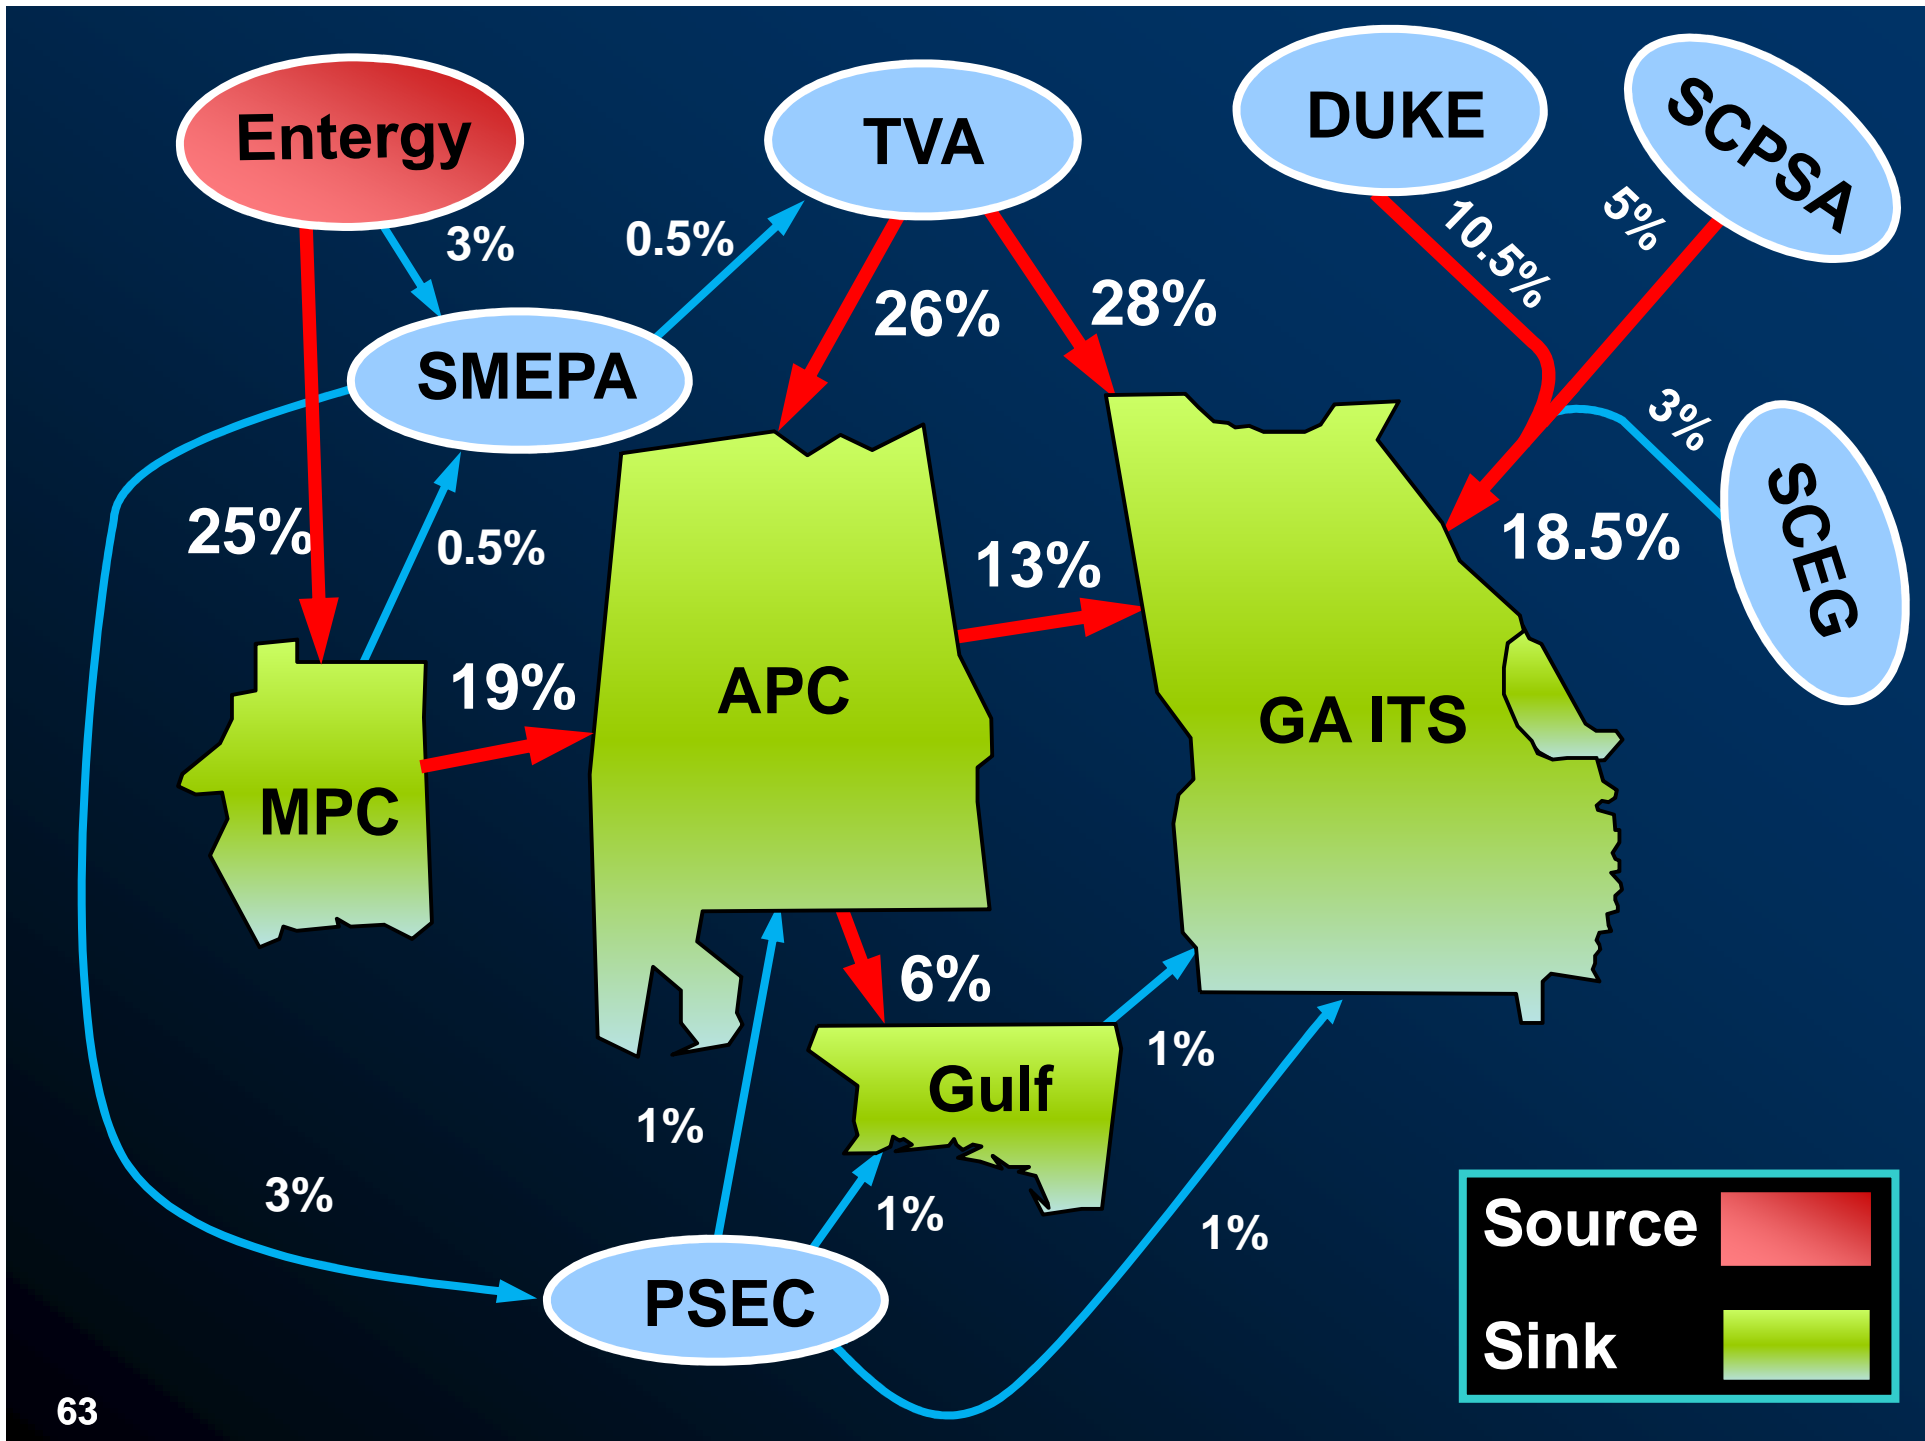 Entergy
TVA
DUKE
SCPSA
3%
0.5%
10.5%
5%
26%
28%
SMEPA
3%
25%
0.5%
13%
18.5%
SCEG
19%
APC
GA ITS
MPC
6%
1%
Gulf
1%
3%
1%
1%
PSEC
Source
Sink
63